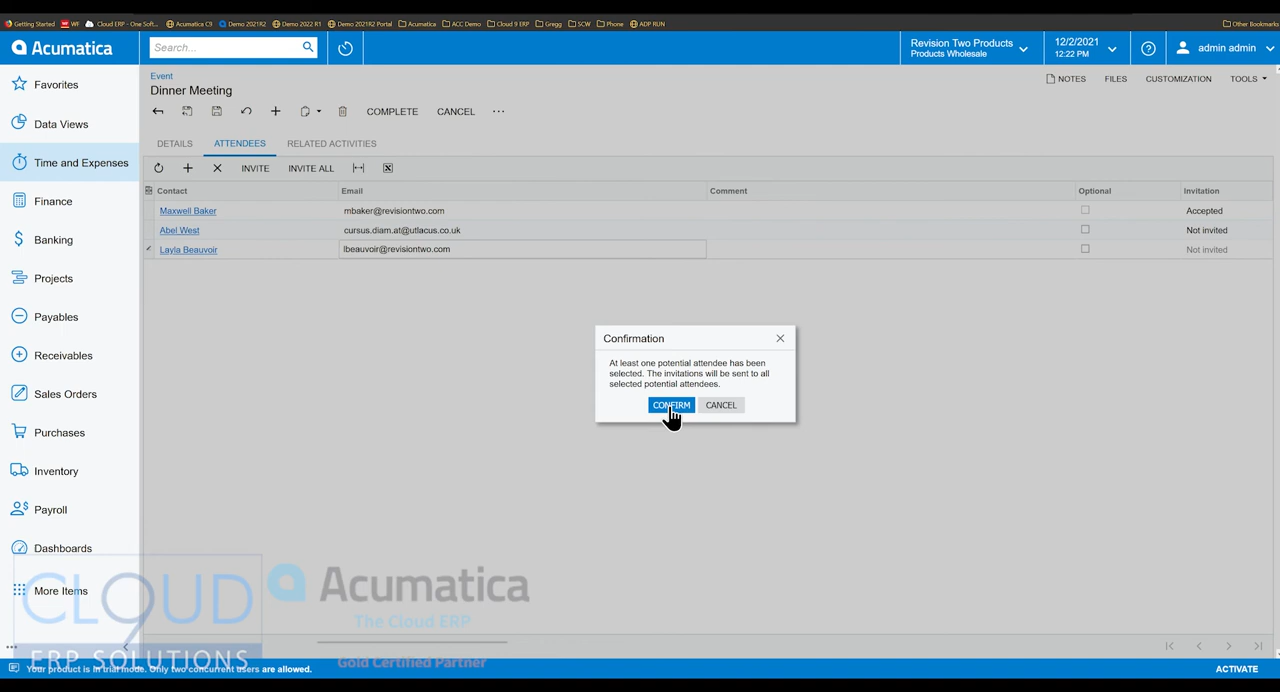 Getting Started WF Cloud ERP - One Soft... Acumatica C9 Demo 2021R2 Demo 2022 R1 Demo 2021R2 Portal Acumatica ACC Demo Cloud 9 ERP Gregg SCW Phone ADP RUN Other Bookmarks
Acumatica Search... Revision Two Products 12/2/2021 admin admin
Products Wholesale 12:22 PM
Favorites
Data Views
Time and Expenses
Finance
Banking
Projects
Payables
Receivables
Sales Orders
Purchases
Inventory
Payroll
Dashboards
More Items
Event
Dinner Meeting
NOTES FILES CUSTOMIZATION TOOLS
COMPLETE CANCEL ...
DETAILS ATTENDEES RELATED ACTIVITIES
INVITE INVITE ALL
Contact Email Comment Optional Invitation
Maxwell Baker mbaker@revisiontwo.com Accepted
Abel West cursus.diam.at@utlacus.co.uk Not invited
Layla Beauvoir lbeauvoir@revisiontwo.com Not invited
Confirmation
At least one potential attendee has been
selected. The invitations will be sent to all
selected potential attendees.
CONFIRM CANCEL
CLOUD
9
ERP SOLUTIONS
Acumatica
The Cloud ERP
Gold Certified Partner
Your product is in trial mode. Only two concurrent users are allowed. ACTIVATE